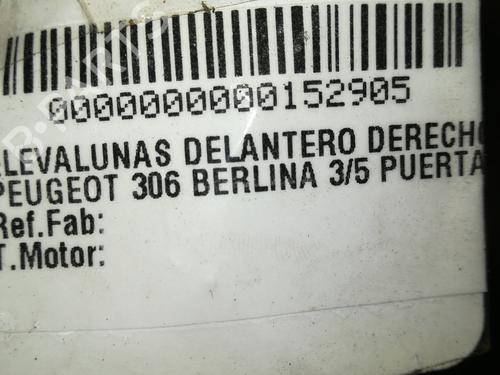 0000000000152905
ELEVALUNAS DELANTERO DERECHO
PEUGEOT 306 BERLINA 3/5 PUERTA
Ref.Fab:
T.Motor: